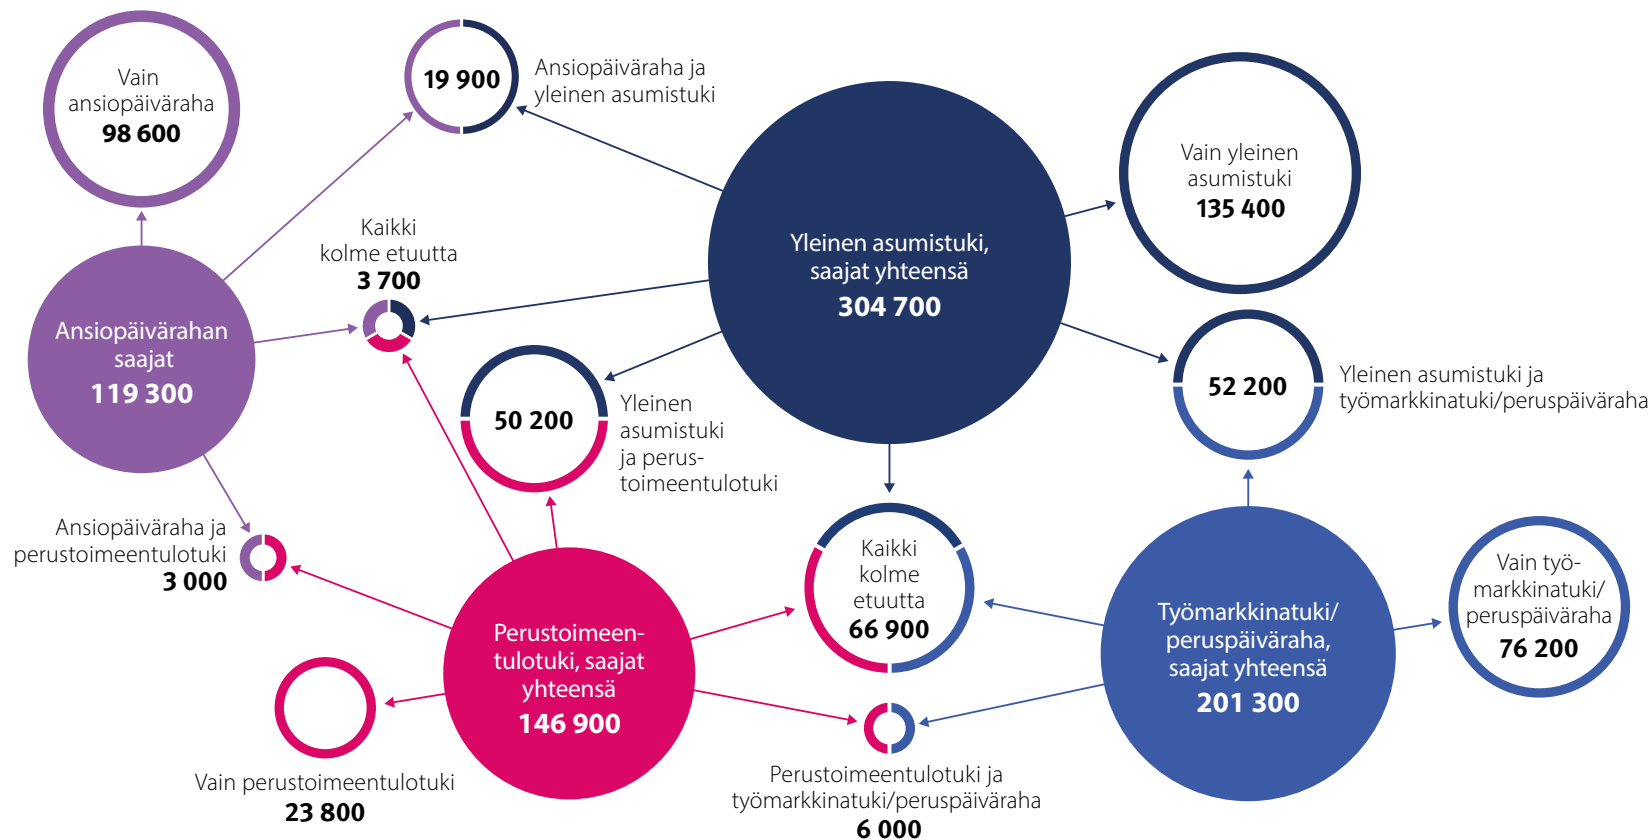 Vain
ansiopäiväraha
98 600
19 900
Ansiopäiväraha ja
yleinen asumistuki
Vain yleinen
asumistuki
135 400
Kaikki
kolme etuutta
3 700
Yleinen asumistuki,
saajat yhteensä
304 700
Ansiopäivärahan
saajat
119 300
50 200
Yleinen
asumistuki
ja perus-
toimeentulotuki
52 200
Yleinen asumistuki ja
työmarkkinatuki/peruspäiväraha
Ansiopäiväraha ja
perustoimeentulotuki
3 000
Kaikki
kolme
etuutta
66 900
Vain työ-
markkinatuki/
peruspäiväraha
76 200
Perustoimeen-
tulotuki, saajat
yhteensä
146 900
Työmarkkinatuki/
peruspäiväraha,
saajat yhteensä
201 300
Vain perustoimeentulotuki
23 800
Perustoimeentulotuki ja
työmarkkinatuki/peruspäiväraha
6 000